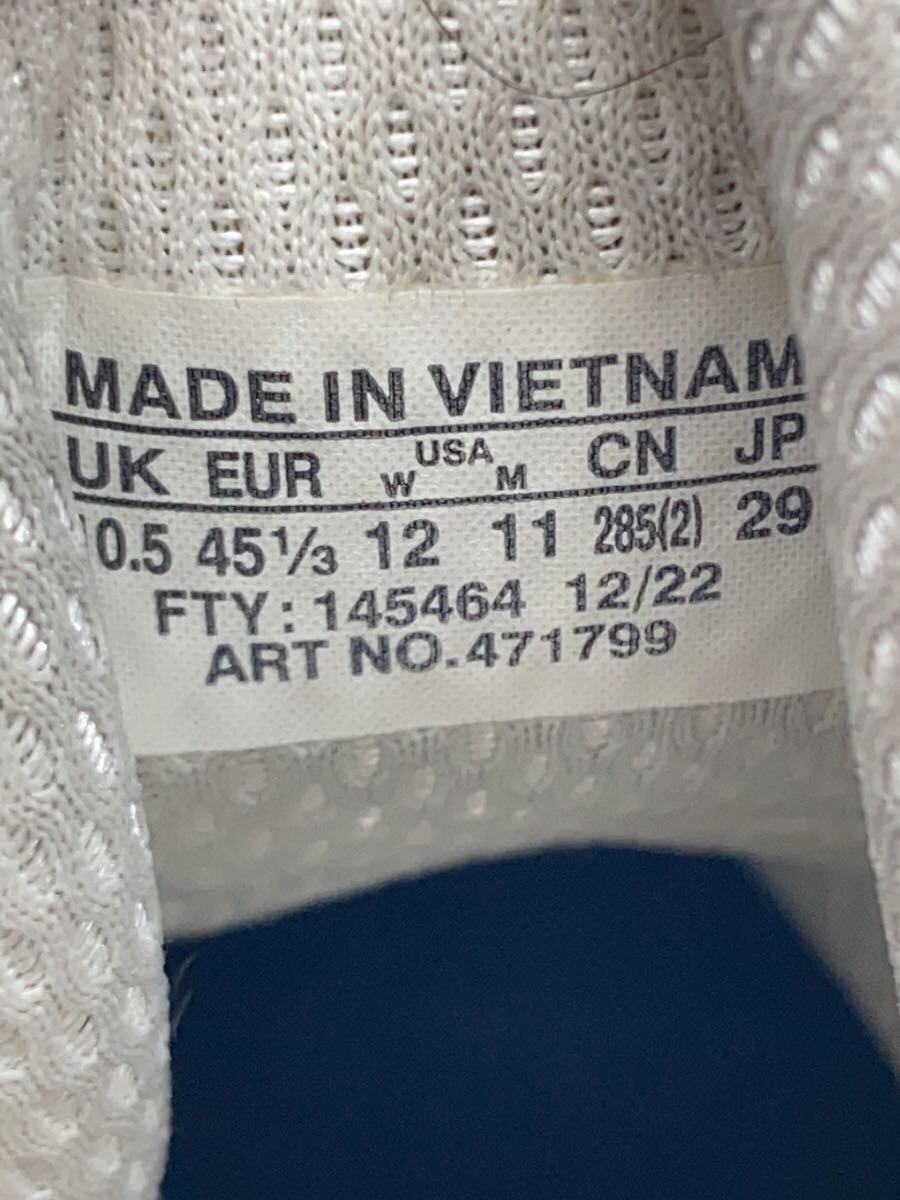 MADE IN VIETNAM
UK EUR USA CN JP
W M
10.5 45⅓ 12 11 285(2) 29
FTY: 145464 12/22
ART NO.471799